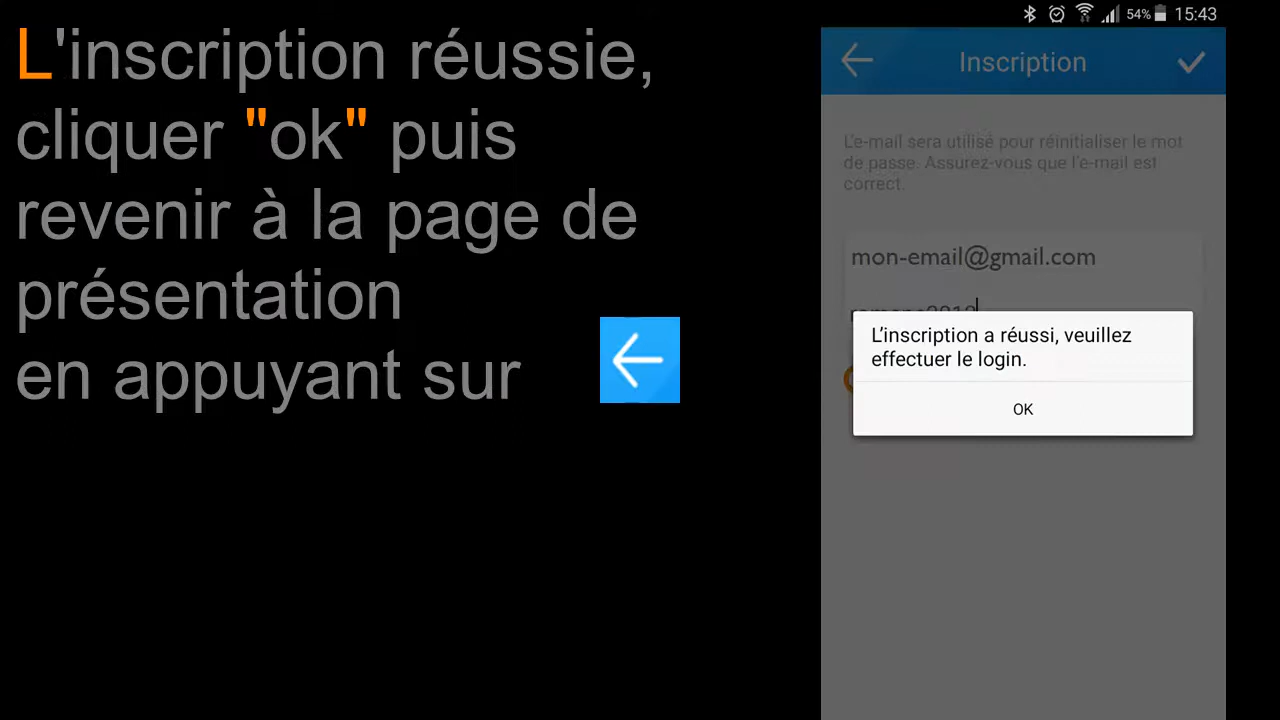 L'inscription réussie,
cliquer "ok" puis
revenir à la page de
présentation
en appuyant sur
54% 15:43
Inscription
L'e-mail sera utilisé pour réinitialiser le mot
de passe. Assurez-vous que l'e-mail est
correct.
mon-email@gmail.com
L'inscription a réussi, veuillez
effectuer le login.
OK